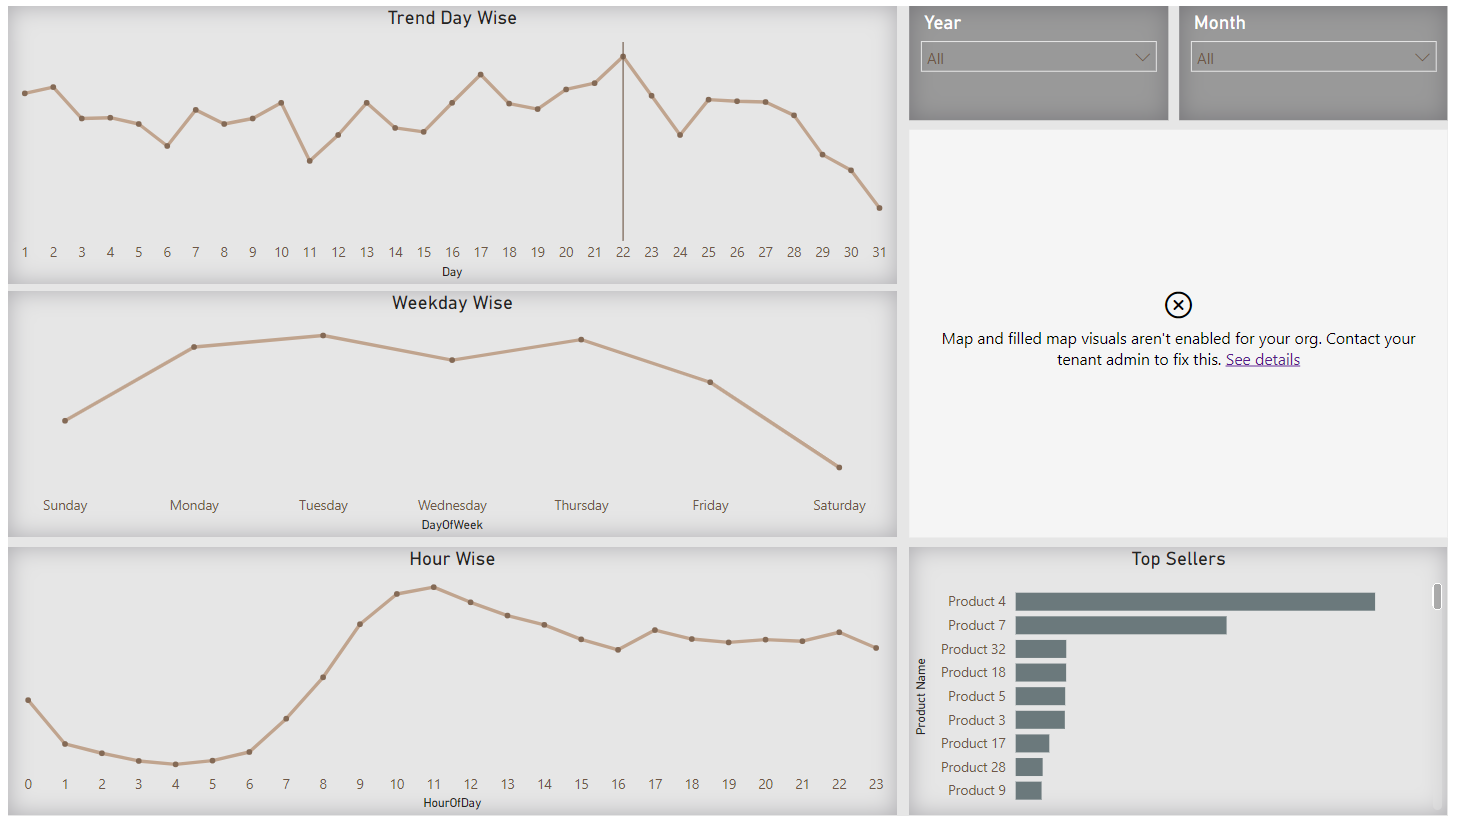 Trend Day Wise
1 2 3 4 5 6 7 8 9 10 11 12 13 14 15 16 17 18 19 20 21 22 23 24 25 26 27 28 29 30 31
Day
Weekday Wise
Sunday Monday Tuesday Wednesday Thursday Friday Saturday
DayOfWeek
Hour Wise
0 1 2 3 4 5 6 7 8 9 10 11 12 13 14 15 16 17 18 19 20 21 22 23
HourOfDay
Year
All
Month
All
Map and filled map visuals aren't enabled for your org. Contact your
tenant admin to fix this. See details
Top Sellers
Product Name
Product 4
Product 7
Product 32
Product 18
Product 5
Product 3
Product 17
Product 28
Product 9